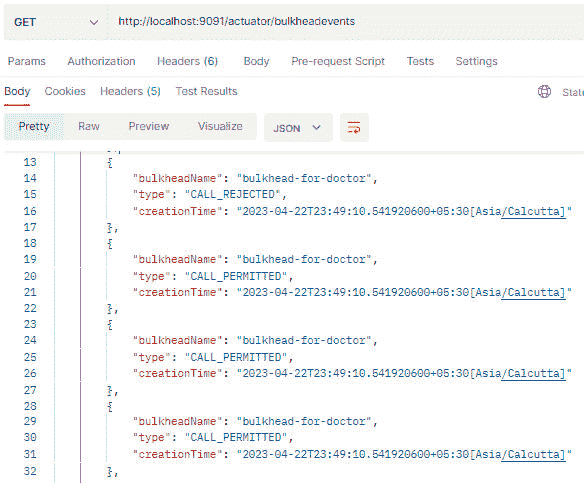 GET http://localhost:9091/actuator/bulkheadevents
Params Authorization Headers (6) Body Pre-request Script Tests Settings
Body Cookies Headers (5) Test Results State
Pretty Raw Preview Visualize JSON
13 {
14 "bulkheadName": "bulkhead-for-doctor",
15 "type": "CALL_REJECTED",
16 "creationTime": "2023-04-22T23:49:10.541920600+05:30[Asia/Calcutta]"
17 },
18 {
19 "bulkheadName": "bulkhead-for-doctor",
20 "type": "CALL_PERMITTED",
21 "creationTime": "2023-04-22T23:49:10.541920600+05:30[Asia/Calcutta]"
22 },
23 {
24 "bulkheadName": "bulkhead-for-doctor",
25 "type": "CALL_PERMITTED",
26 "creationTime": "2023-04-22T23:49:10.541920600+05:30[Asia/Calcutta]"
27 },
28 {
29 "bulkheadName": "bulkhead-for-doctor",
30 "type": "CALL_PERMITTED",
31 "creationTime": "2023-04-22T23:49:10.541920600+05:30[Asia/Calcutta]"
32 },